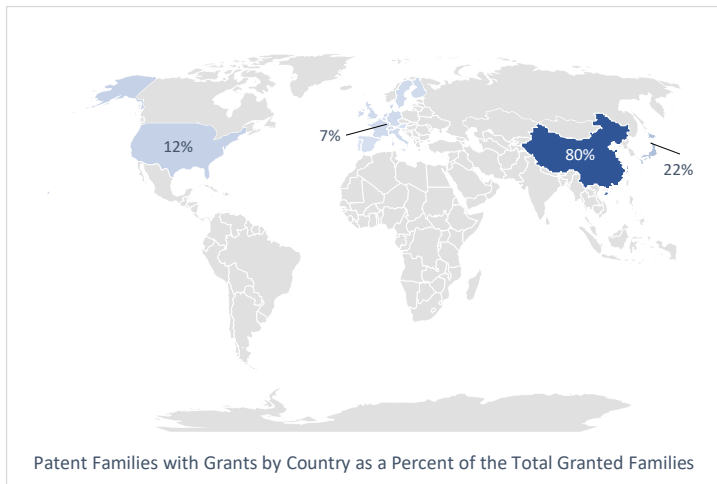 12%
7%
80%
22%
Patent Families with Grants by Country as a Percent of the Total Granted Families